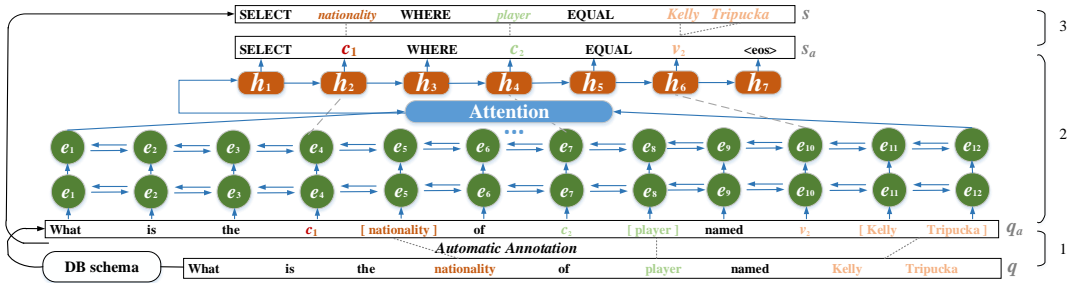 SELECT nationality WHERE player EQUAL Kelly Tripucka s 3
SELECT c1 WHERE c2 EQUAL v2 <eos> sa
h1 h2 h3 h4 h5 h6 h7
Attention 2
...
e1 e2 e3 e4 e5 e6 e7 e8 e9 e10 e11 e12
e1 e2 e3 e4 e5 e6 e7 e8 e9 e10 e11 e12
What is the c1 [ nationality ] of c2 [ player ] named v2 [ Kelly Tripucka ] qa
Automatic Annotation 1
DB schema What is the nationality of player named Kelly Tripucka q